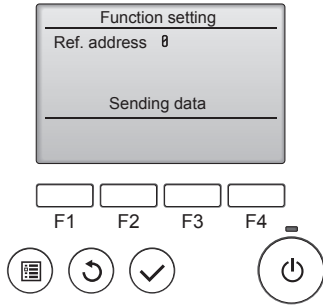 Function setting
Ref. address 0
Sending data
F1 F2 F3 F4